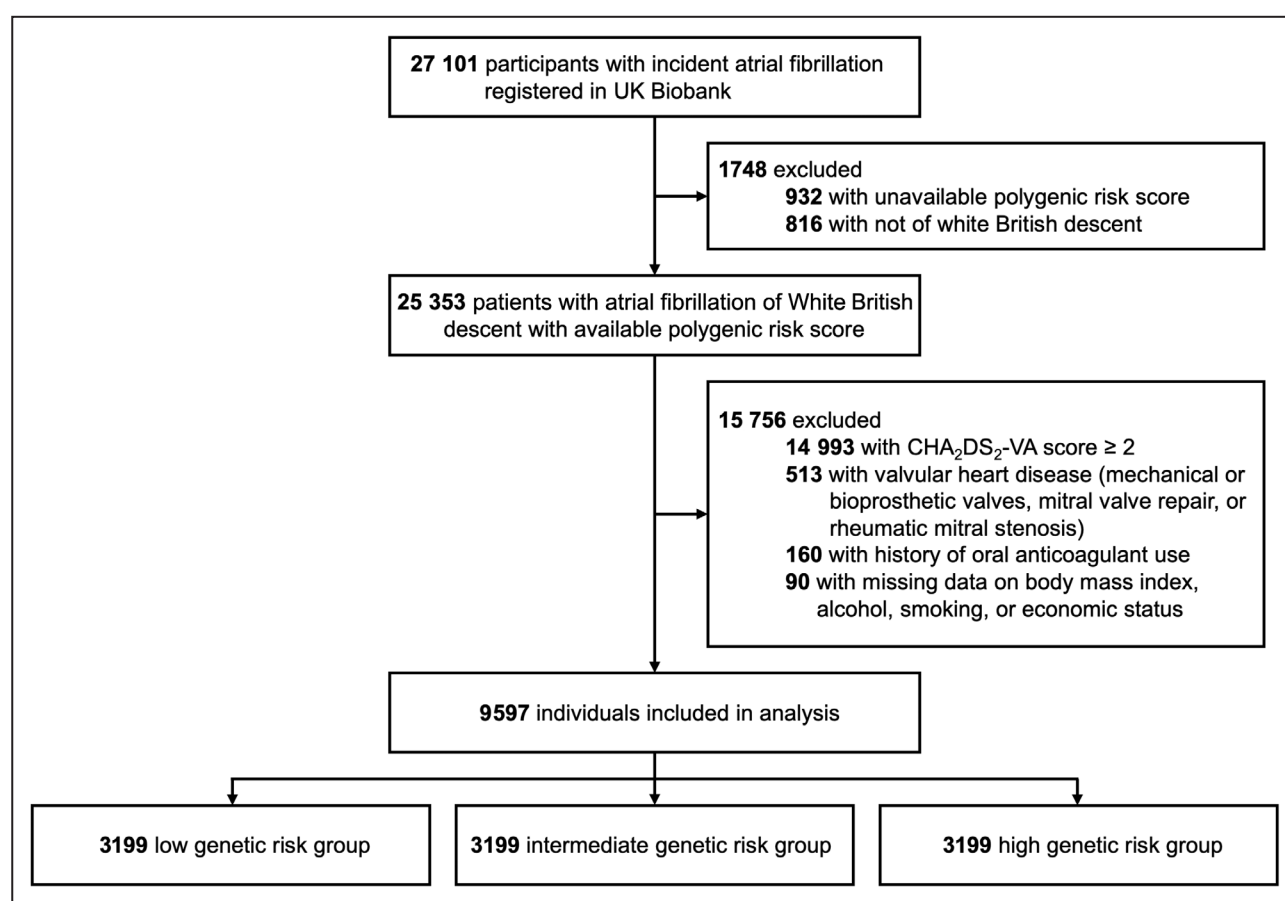 27 101 participants with incident atrial fibrillation
registered in UK Biobank
1748 excluded
932 with unavailable polygenic risk score
816 with not of white British descent
25 353 patients with atrial fibrillation of White British
descent with available polygenic risk score
15 756 excluded
14 993 with CHA₂DS₂-VA score ≥ 2
513 with valvular heart disease (mechanical or
bioprosthetic valves, mitral valve repair, or
rheumatic mitral stenosis)
160 with history of oral anticoagulant use
90 with missing data on body mass index,
alcohol, smoking, or economic status
9597 individuals included in analysis
3199 low genetic risk group
3199 intermediate genetic risk group
3199 high genetic risk group